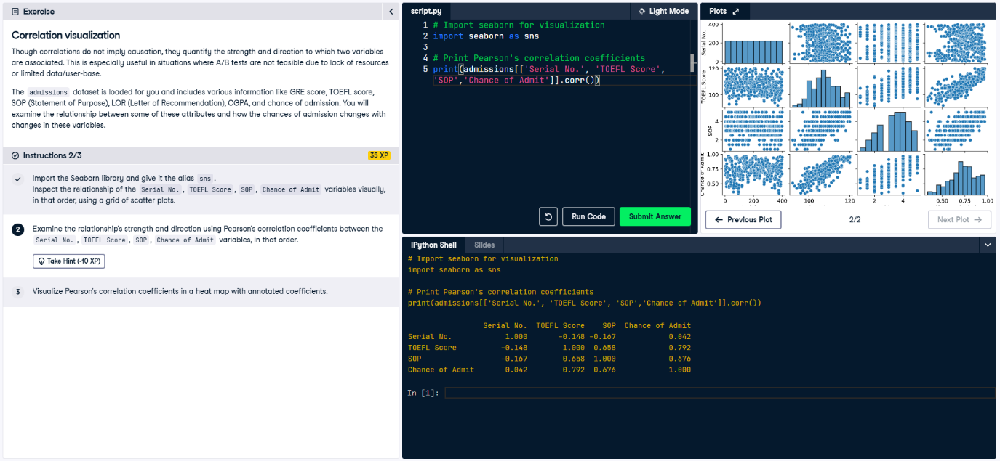 Exercise
Correlation visualization
Though correlations do not imply causation, they quantify the strength and direction to which two variables
are associated. This is especially useful in situations where A/B tests are not feasible due to lack of resources
or limited data/user-base.
The admissions dataset is loaded for you and includes various information like GRE score, TOEFL score,
SOP (Statement of Purpose), LOR (Letter of Recommendation), CGPA, and chance of admission. You will
examine the relationship between some of these attributes and how the chances of admission changes with
changes in these variables.
Instructions 2/3
35 XP
Import the Seaborn library and give it the alias sns .
Inspect the relationship of the Serial No. , TOEFL Score , SOP , Chance of Admit variables visually,
in that order, using a grid of scatter plots.
2
Examine the relationship's strength and direction using Pearson's correlation coefficients between the
Serial No. , TOEFL Score , SOP , Chance of Admit variables, in that order.
Take Hint (-10 XP)
3
Visualize Pearson's correlation coefficients in a heat map with annotated coefficients.
script.py
Light Mode
1 # Import seaborn for visualization
2 import seaborn as sns
3
4 # Print Pearson's correlation coefficients
5 print(admissions[['Serial No.', 'TOEFL Score',
'SOP','Chance of Admit']].corr())
Run Code
Submit Answer
Plots
400
200
0
Serial No.
120
100
TOEFL Score
4
2
SOP
1.00
0.75
0.50
Chance of Admit
0 200 400 100 120 2 4 0.50 0.75 1.00
← Previous Plot
2/2
Next Plot →
IPython Shell
Slides
# Import seaborn for visualization
import seaborn as sns
# Print Pearson's correlation coefficients
print(admissions[['Serial No.', 'TOEFL Score', 'SOP','Chance of Admit']].corr())
Serial No. TOEFL Score SOP Chance of Admit
Serial No. 1.000 -0.148 -0.167 0.042
TOEFL Score -0.148 1.000 0.658 0.792
SOP -0.167 0.658 1.000 0.676
Chance of Admit 0.042 0.792 0.676 1.000
In [1]: